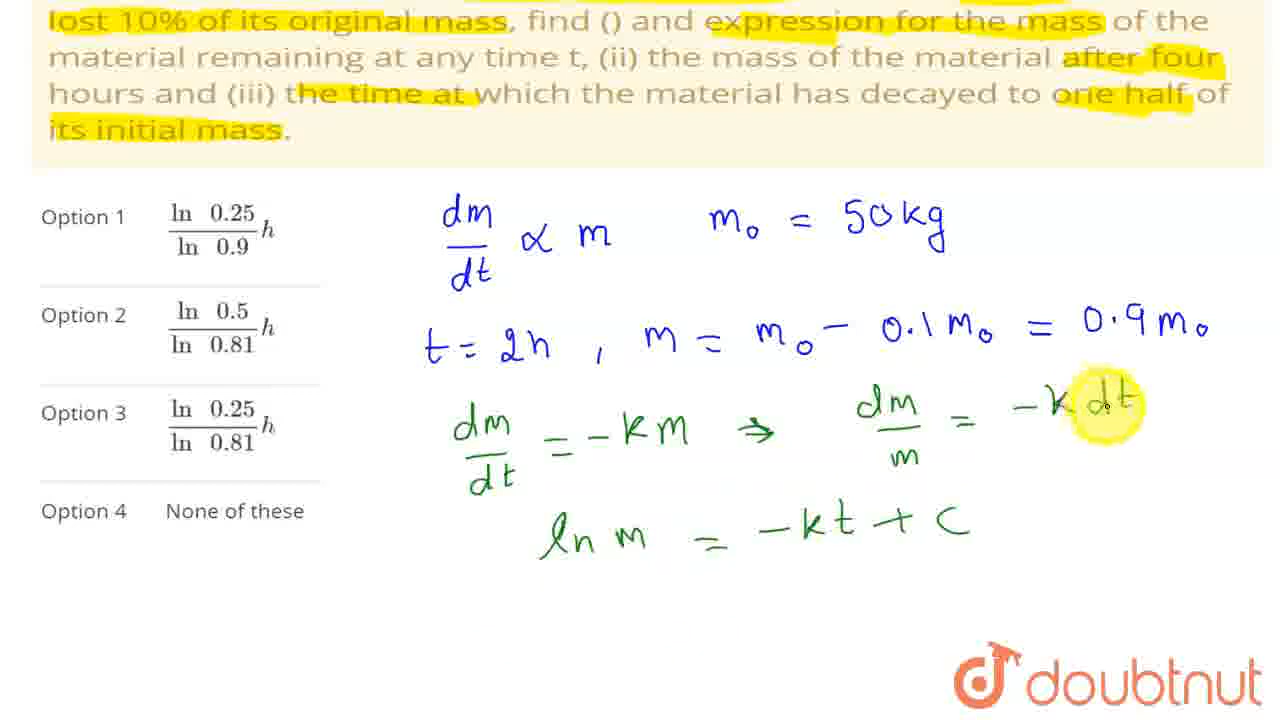 lost 10% of its original mass, find () and expression for the mass of the
material remaining at any time t, (ii) the mass of the material after four
hours and (iii) the time at which the material has decayed to one half of
its initial mass.
Option 1 ln 0.25 / ln 0.9 h
Option 2 ln 0.5 / ln 0.81 h
Option 3 ln 0.25 / ln 0.81 h
Option 4 None of these
dm/dt ∝ m m₀ = 50kg
t = 2h , m = m₀ - 0.1m₀ = 0.9m₀
dm/dt = -km ⇒ dm/m = -k dt
ln m = -kt + c
doubtnut